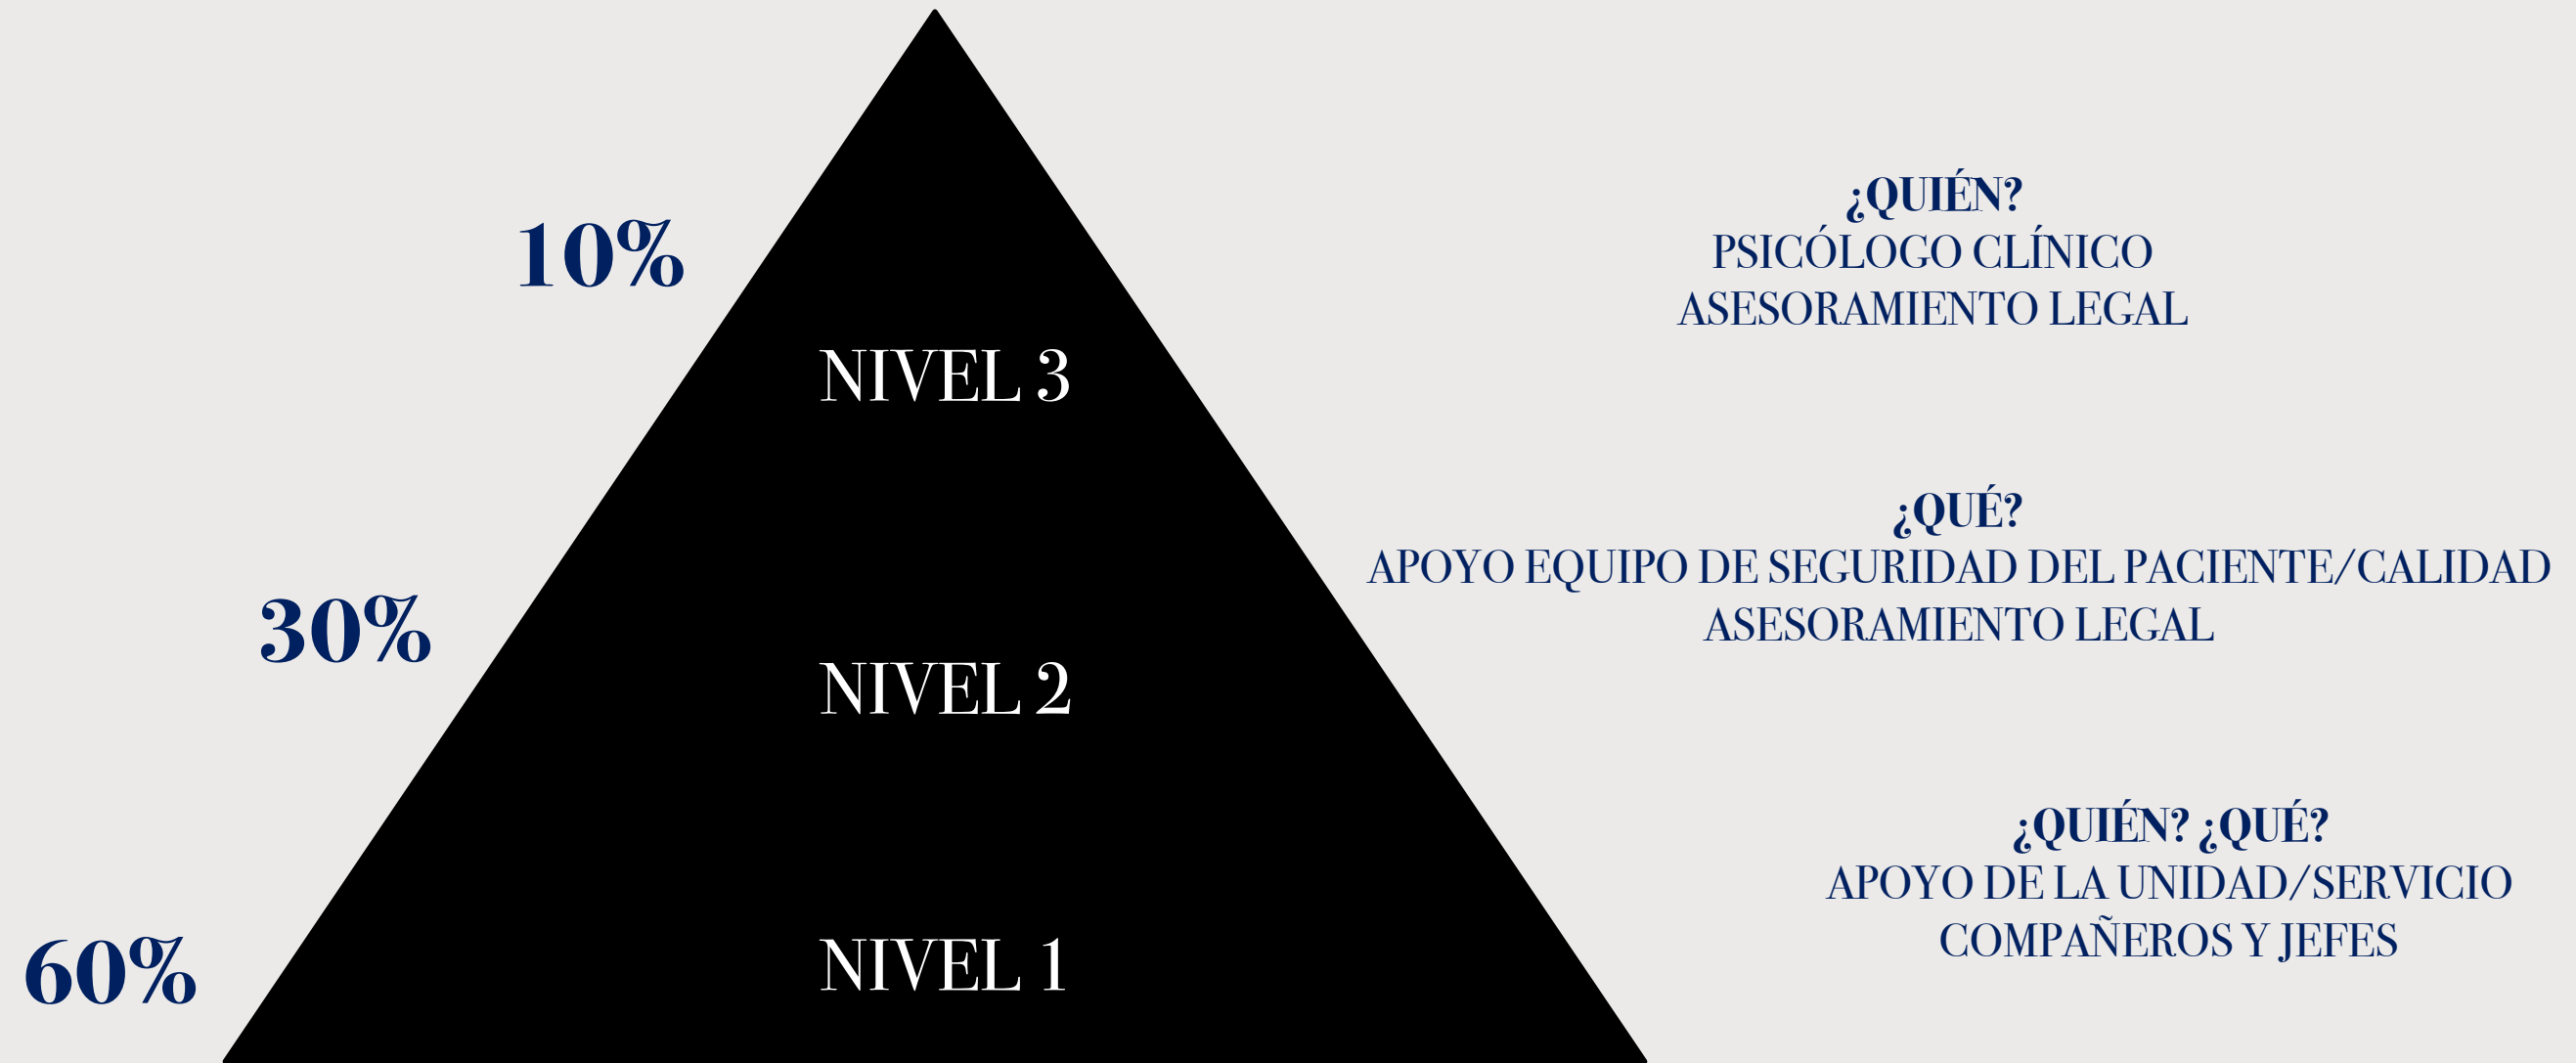 10%
¿QUIÉN?
PSICÓLOGO CLÍNICO
ASESORAMIENTO LEGAL
NIVEL 3
30%
¿QUÉ?
APOYO EQUIPO DE SEGURIDAD DEL PACIENTE/CALIDAD
ASESORAMIENTO LEGAL
NIVEL 2
60%
¿QUIÉN? ¿QUÉ?
APOYO DE LA UNIDAD/SERVICIO
COMPAÑEROS Y JEFES
NIVEL 1